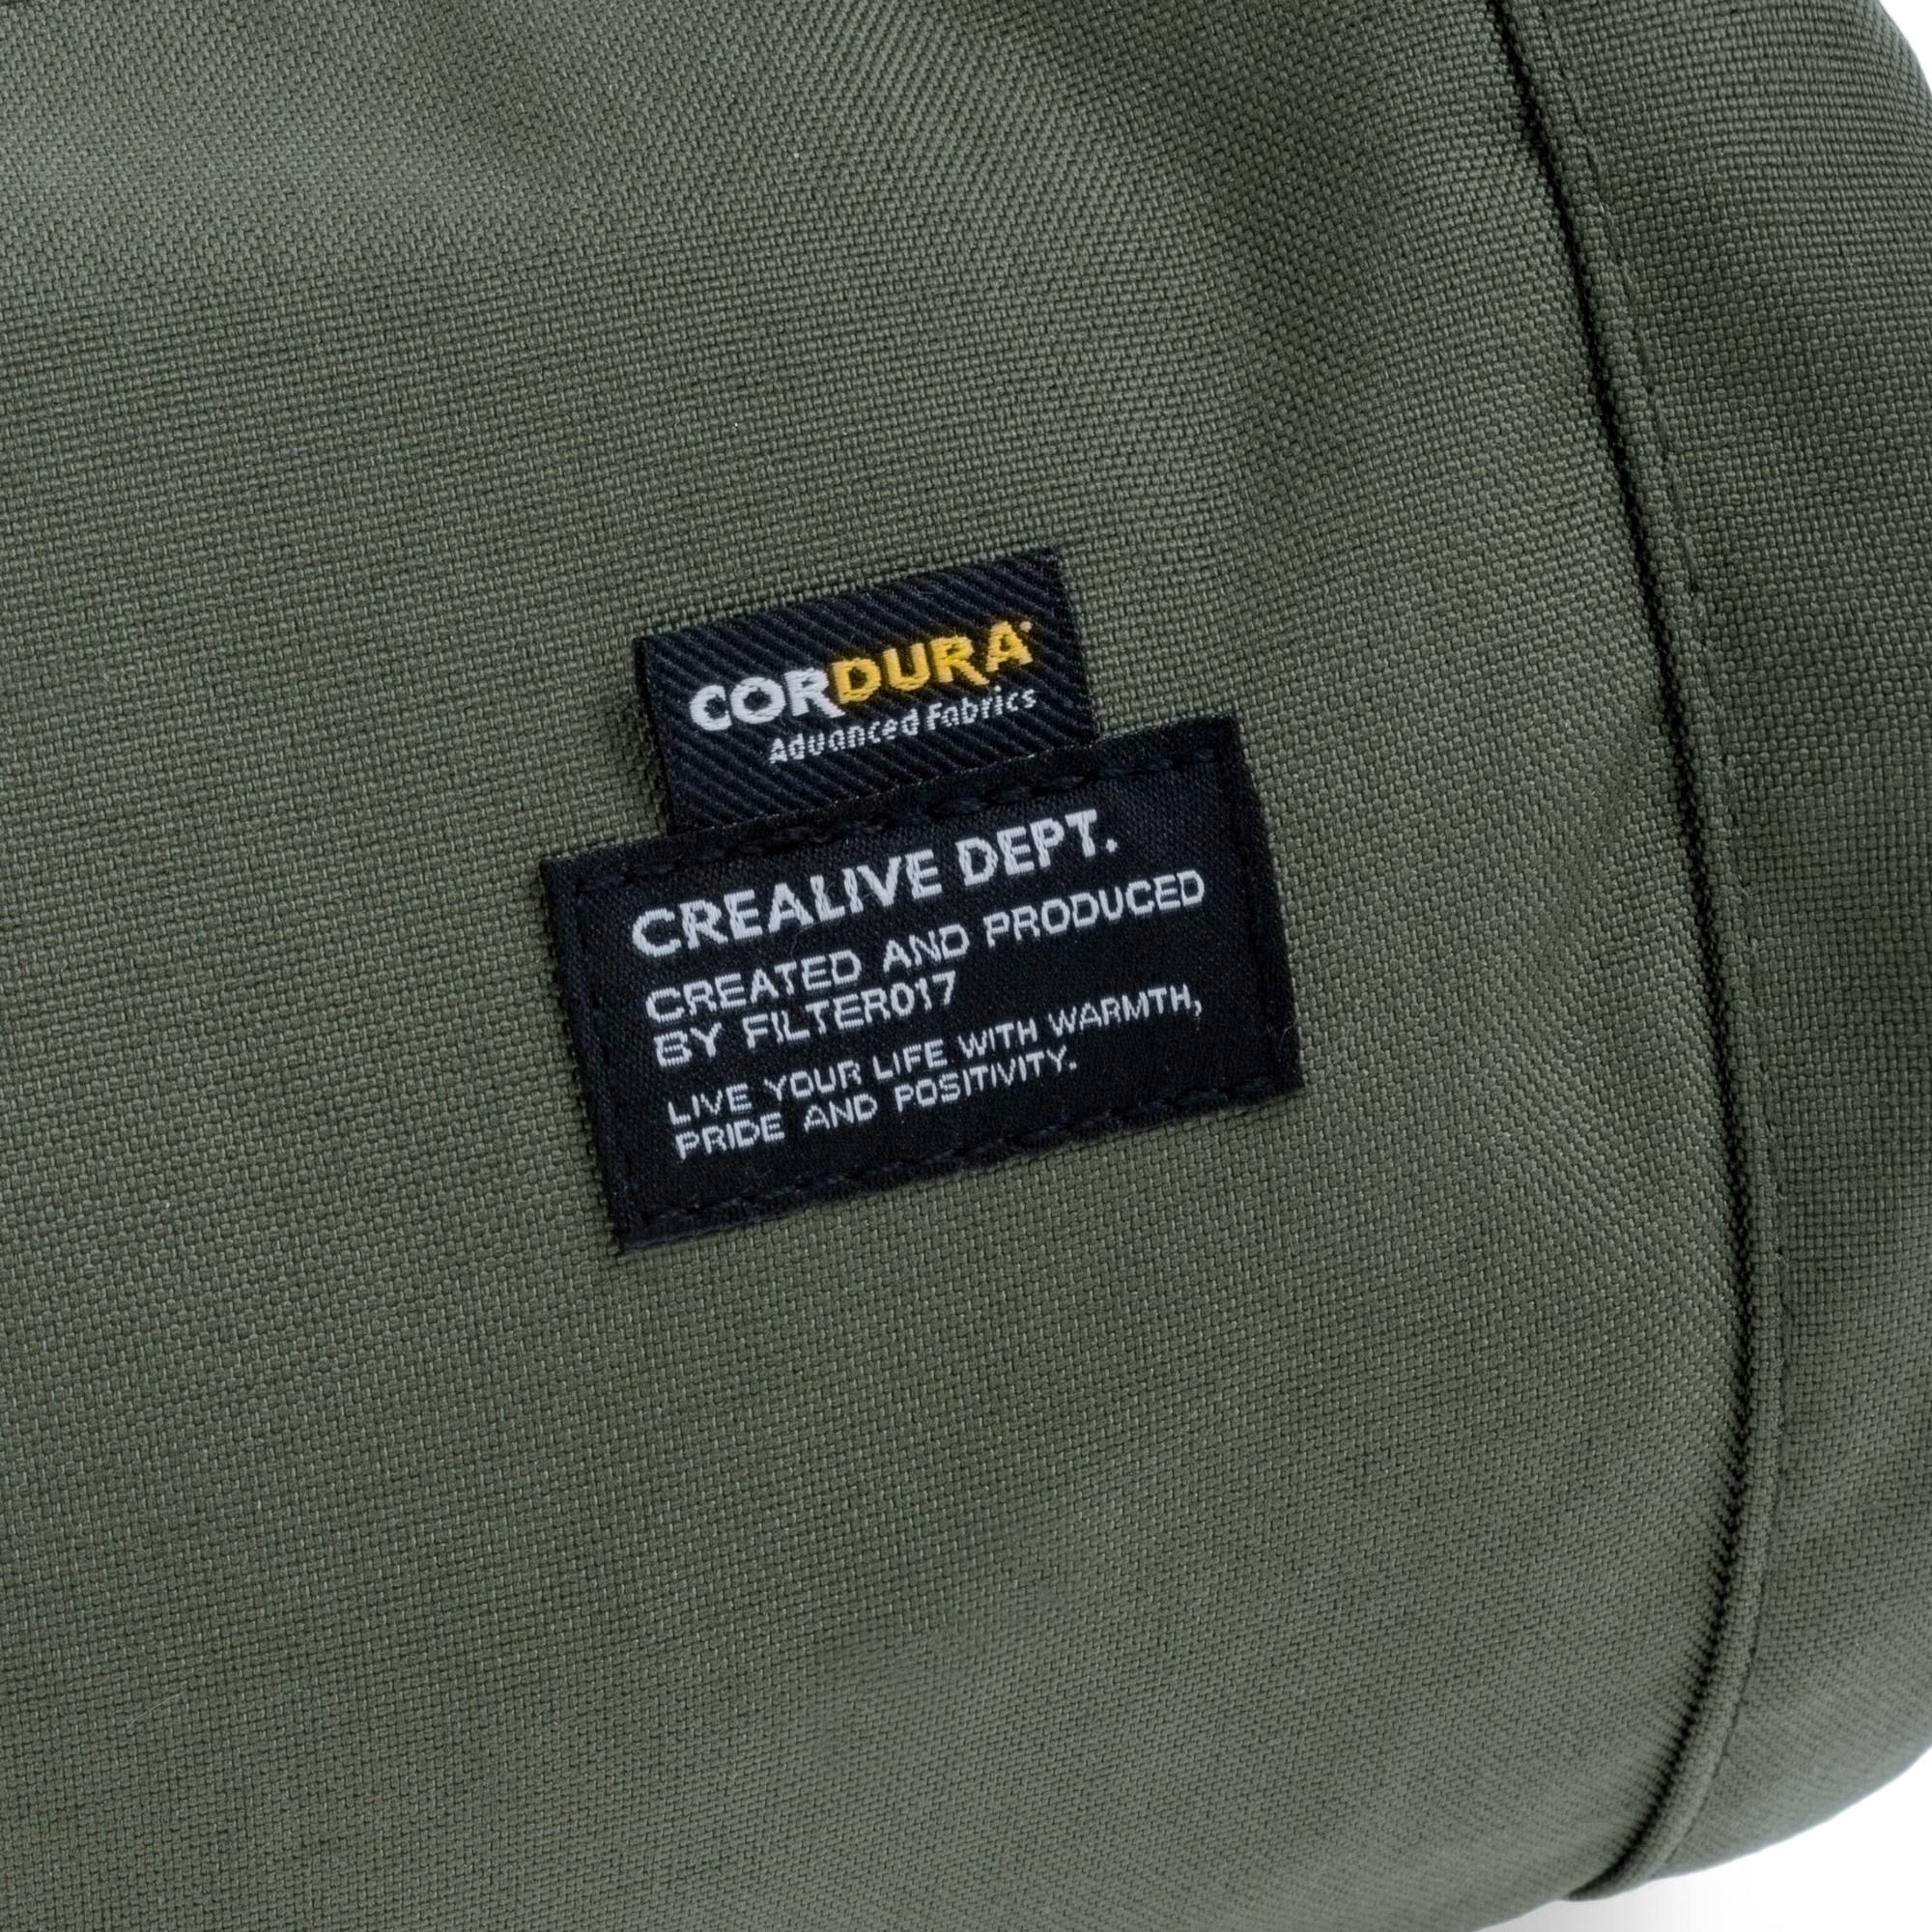 CORDURA
Advanced Fabrics
CREALIVE DEPT.
CREATED AND PRODUCED
BY FILTER017
LIVE YOUR LIFE WITH WARMTH,
PRIDE AND POSITIVITY.